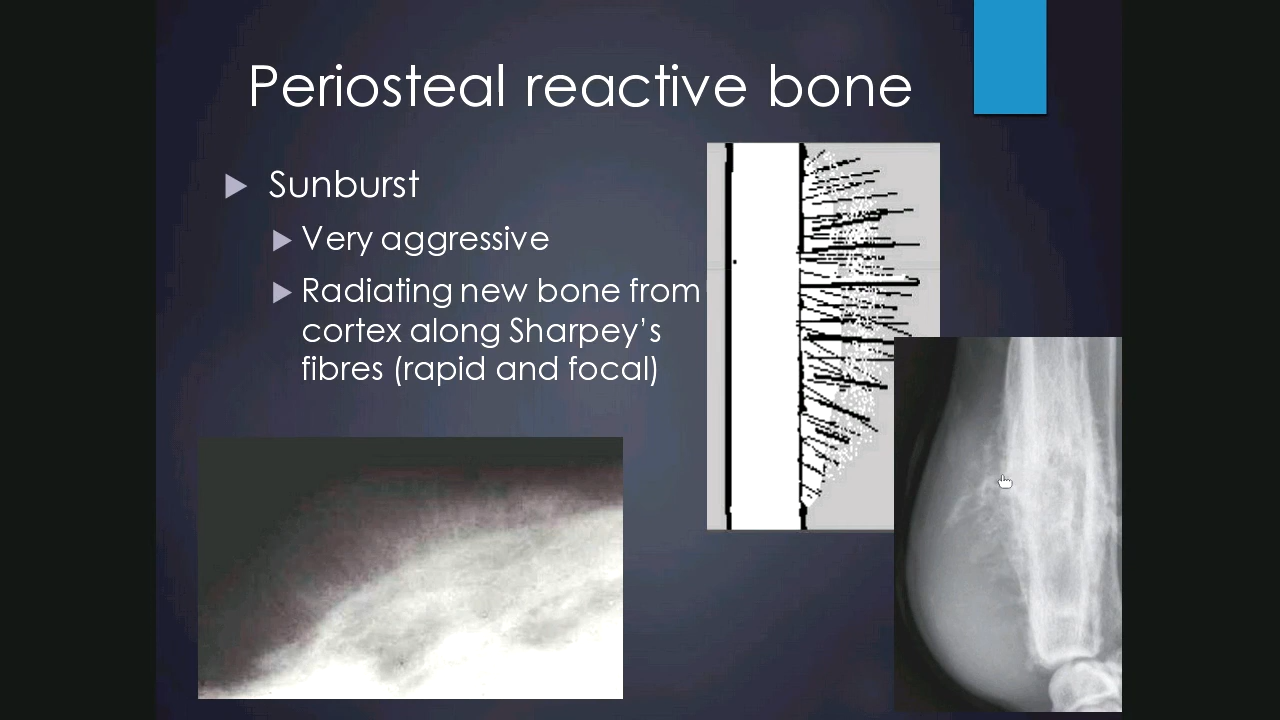 Periosteal reactive bone
Sunburst
Very aggressive
Radiating new bone from
cortex along Sharpey’s
fibres (rapid and focal)